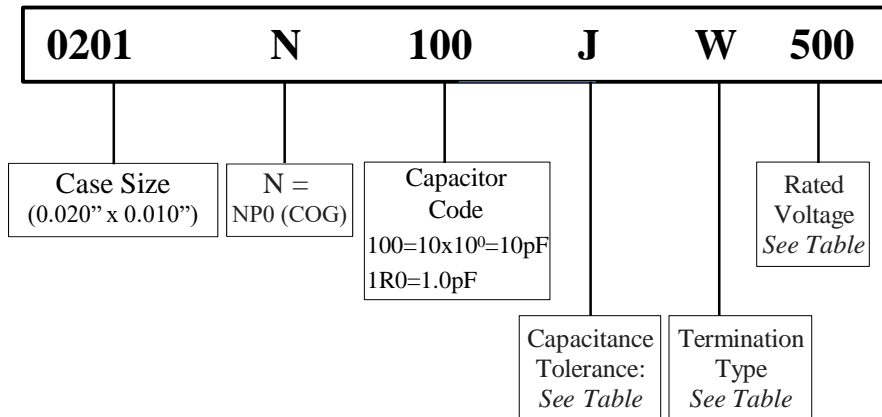 0201 N 100 J W 500
Case Size
(0.020” x 0.010”)
N =
NP0 (COG)
Capacitor
Code
100=10x10⁰=10pF
1R0=1.0pF
Rated
Voltage
See Table
Capacitance
Tolerance:
See Table
Termination
Type
See Table